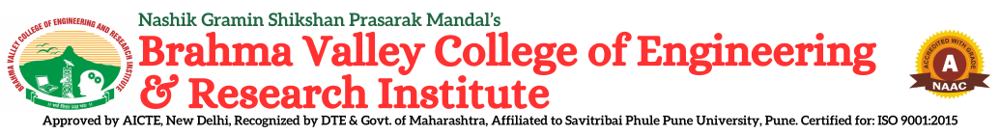 Nashik Gramin Shikshan Prasarak Mandal's
Brahma Valley College of Engineering
& Research Institute
Approved by AICTE, New Delhi, Recognized by DTE & Govt. of Maharashtra, Affiliated to Savitribai Phule Pune University, Pune. Certified for: ISO 9001:2015
BRAHMA VALLEY COLLEGE OF ENGINEERING AND RESEARCH INSTITUTE
ACCREDITED WITH GRADE
A
NAAC